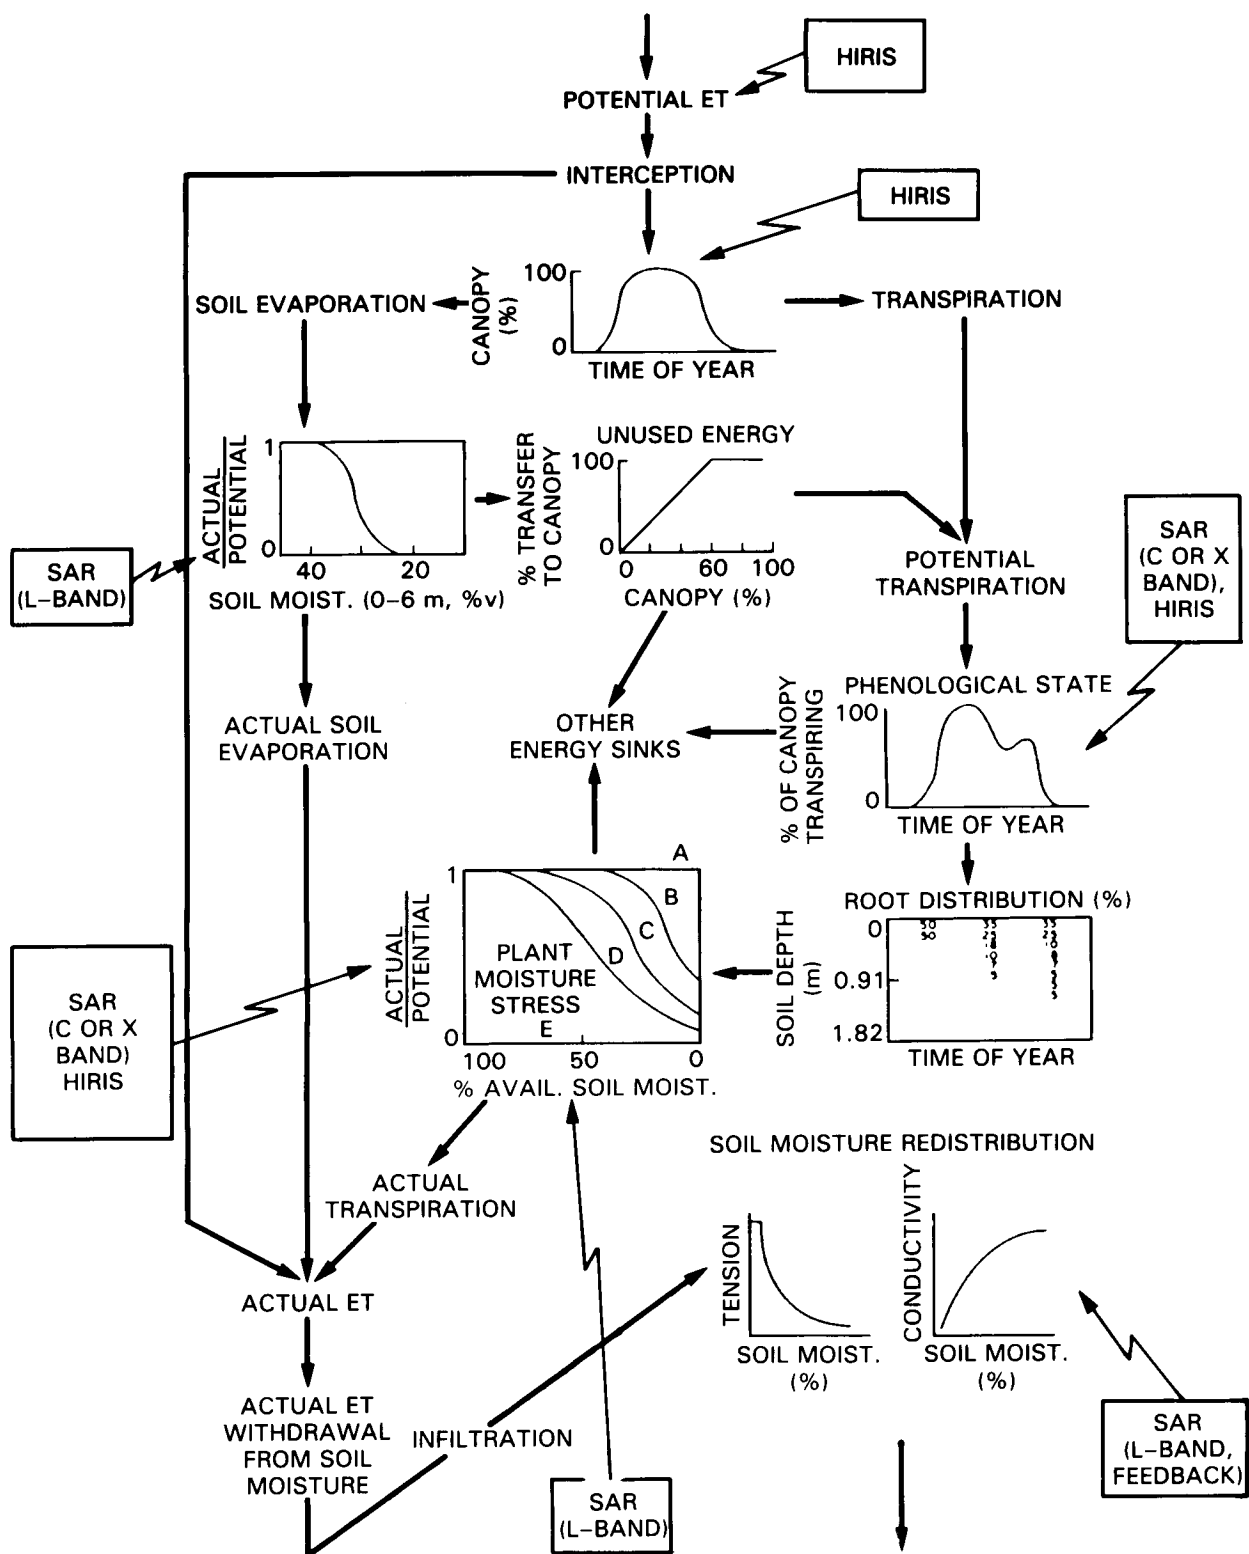 HIRIS
POTENTIAL ET
INTERCEPTION
HIRIS
100
CANOPY
(%)
0
TIME OF YEAR
SOIL EVAPORATION
TRANSPIRATION
ACTUAL
POTENTIAL
1
0
40 20
SOIL MOIST. (0–6 m, %v)
SAR
(L–BAND)
UNUSED ENERGY
% TRANSFER
TO CANOPY
100
0
0 60 100
CANOPY (%)
POTENTIAL
TRANSPIRATION
SAR
(C OR X
BAND),
HIRIS
ACTUAL SOIL
EVAPORATION
OTHER
ENERGY SINKS
PHENOLOGICAL STATE
% OF CANOPY
TRANSPIRING
100
0
TIME OF YEAR
SAR
(C OR X
BAND)
HIRIS
ACTUAL
POTENTIAL
1
0
A
B
C
D
PLANT
MOISTURE
STRESS
E
100 50 0
% AVAIL. SOIL MOIST.
ROOT DISTRIBUTION (%)
SOIL DEPTH
(m)
0
0.91
1.82
TIME OF YEAR
ACTUAL
TRANSPIRATION
SOIL MOISTURE REDISTRIBUTION
TENSION
SOIL MOIST.
(%)
CONDUCTIVITY
SOIL MOIST.
(%)
ACTUAL ET
ACTUAL ET
WITHDRAWAL
FROM SOIL
MOISTURE
INFILTRATION
SAR
(L–BAND)
SAR
(L–BAND,
FEEDBACK)